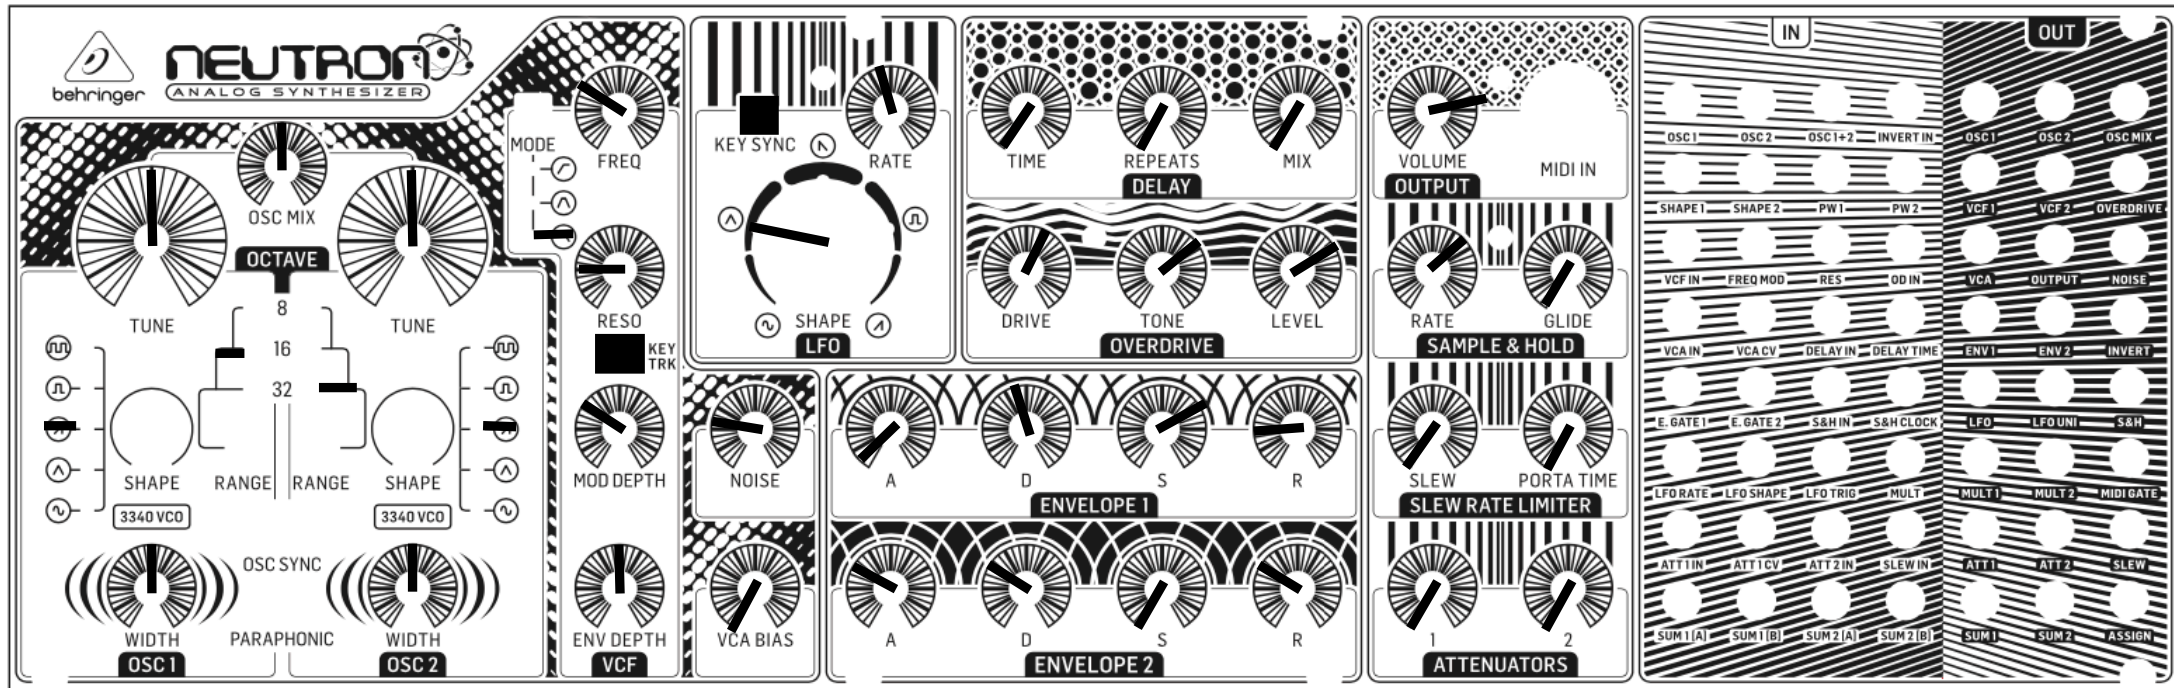 behringer
NEUTRON
ANALOG SYNTHESIZER
OSC MIX
OCTAVE
TUNE
TUNE
8
16
32
SHAPE
RANGE
RANGE
SHAPE
3340 VCO
3340 VCO
OSC SYNC
WIDTH
PARAPHONIC
WIDTH
OSC 1
OSC 2
MODE
FREQ
RESO
KEY
TRK
MOD DEPTH
ENV DEPTH
VCF
KEY SYNC
RATE
SHAPE
LFO
NOISE
VCA BIAS
TIME
REPEATS
MIX
DELAY
DRIVE
TONE
LEVEL
OVERDRIVE
A
D
S
R
ENVELOPE 1
A
D
S
R
ENVELOPE 2
VOLUME
MIDI IN
OUTPUT
RATE
GLIDE
SAMPLE & HOLD
SLEW
PORTA TIME
SLEW RATE LIMITER
1
2
ATTENUATORS
IN
OUT
OSC 1 OSC 2 OSC 1+2 INVERT IN OSC 1 OSC 2 OSC MIX
SHAPE 1 SHAPE 2 PW 1 PW 2 VCF 1 VCF 2 OVERDRIVE
VCF IN FREQ MOD RES OD IN VCA OUTPUT NOISE
VCA IN VCA CV DELAY IN DELAY TIME ENV 1 ENV 2 INVERT
E. GATE 1 E. GATE 2 S&H IN S&H CLOCK LFO LFO UNI S&H
LFO RATE LFO SHAPE LFO TRIG MULT MULT 1 MULT 2 MIDI GATE
ATT 1 IN ATT 1 CV ATT 2 IN SLEW IN ATT 1 ATT 2 SLEW
SUM 1 [A] SUM 1 [B] SUM 2 [A] SUM 2 [B] SUM 1 SUM 2 ASSIGN